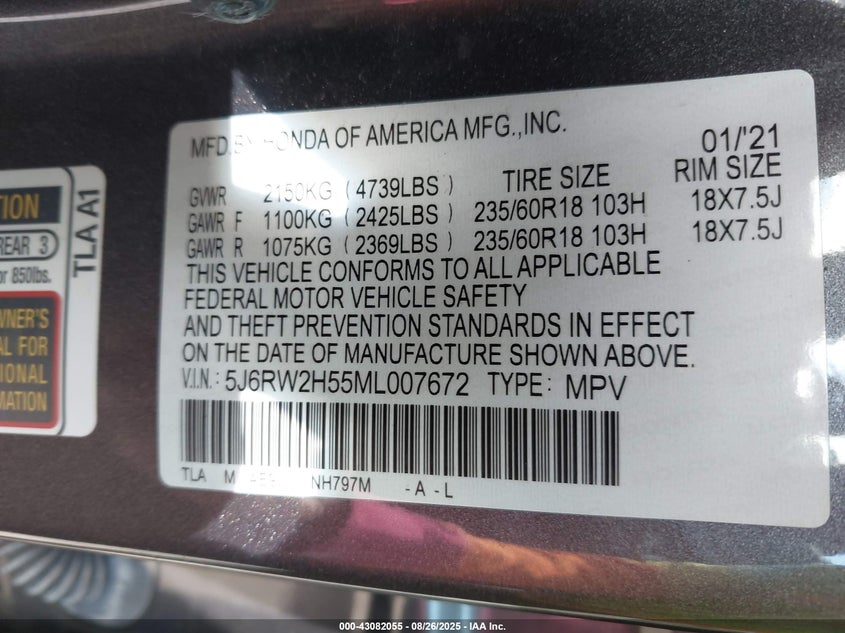 MFD.BY HONDA OF AMERICA MFG.,INC. 01/'21
TIRE SIZE RIM SIZE
GVWR 2150KG (4739LBS)
GAWR F 1100KG (2425LBS) 235/60R18 103H 18X7.5J
GAWR R 1075KG (2369LBS) 235/60R18 103H 18X7.5J
THIS VEHICLE CONFORMS TO ALL APPLICABLE
FEDERAL MOTOR VEHICLE SAFETY
AND THEFT PREVENTION STANDARDS IN EFFECT
ON THE DATE OF MANUFACTURE SHOWN ABOVE.
V.I.N.: 5J6RW2H55ML007672 TYPE: MPV
TLA NH797M -A -L
TION
REAR 3
or 850lbs.
TLA A1
WNER'S
AL FOR
IONAL
MATION
000-43082055 - 08/26/2025 - IAA Inc.